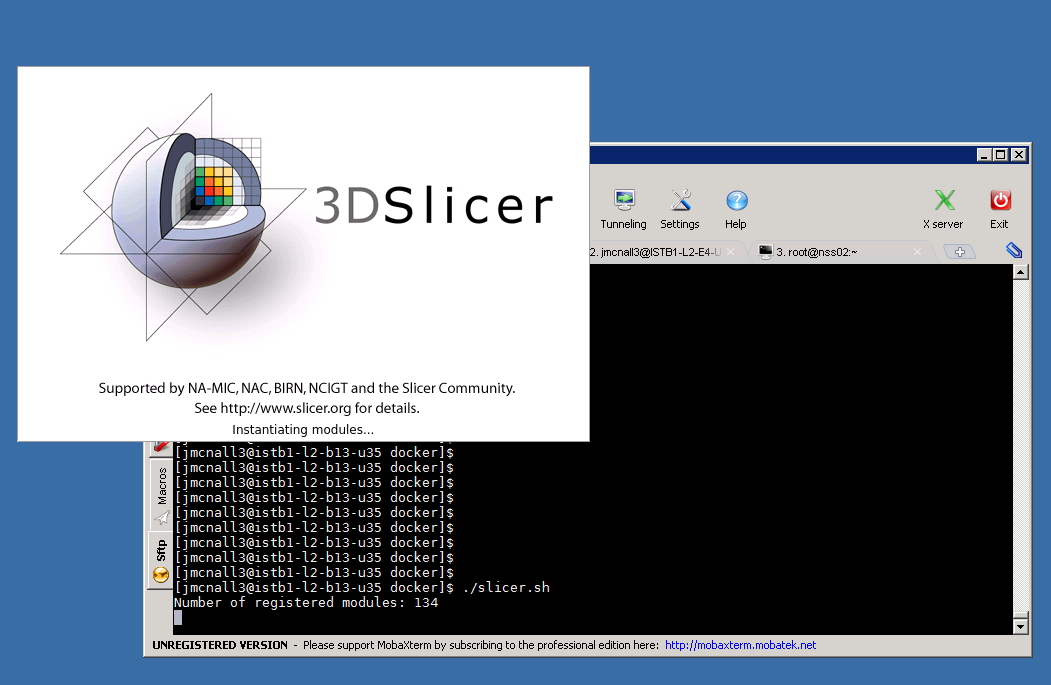 3DSlicer
Supported by NA-MIC, NAC, BIRN, NCIGT and the Slicer Community.
See http://www.slicer.org for details.
Instantiating modules...
Tunneling Settings Help X server Exit
2. jmcnall3@ISTB1-L2-E4-U 3. root@nss02:~
Macros
Sftp
[jmcnall3@istb1-l2-b13-u35 docker]$
[jmcnall3@istb1-l2-b13-u35 docker]$
[jmcnall3@istb1-l2-b13-u35 docker]$
[jmcnall3@istb1-l2-b13-u35 docker]$
[jmcnall3@istb1-l2-b13-u35 docker]$
[jmcnall3@istb1-l2-b13-u35 docker]$
[jmcnall3@istb1-l2-b13-u35 docker]$
[jmcnall3@istb1-l2-b13-u35 docker]$
[jmcnall3@istb1-l2-b13-u35 docker]$
[jmcnall3@istb1-l2-b13-u35 docker]$ ./slicer.sh
Number of registered modules: 134
UNREGISTERED VERSION - Please support MobaXterm by subscribing to the professional edition here: http://mobaxterm.mobatek.net